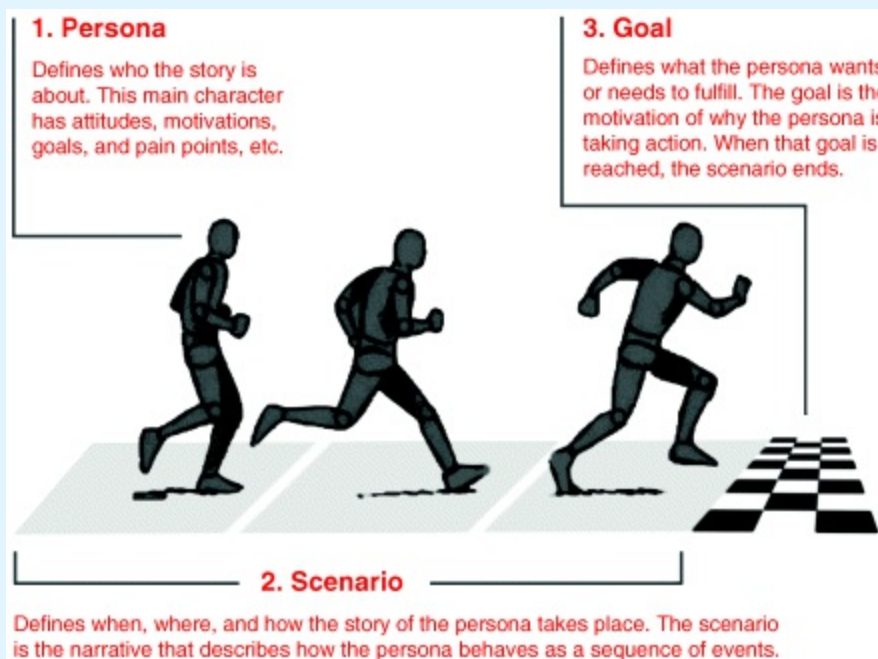 1. Persona
Defines who the story is
about. This main character
has attitudes, motivations,
goals, and pain points, etc.
3. Goal
Defines what the persona wants
or needs to fulfill. The goal is the
motivation of why the persona is
taking action. When that goal is
reached, the scenario ends.
2. Scenario
Defines when, where, and how the story of the persona takes place. The scenario
is the narrative that describes how the persona behaves as a sequence of events.